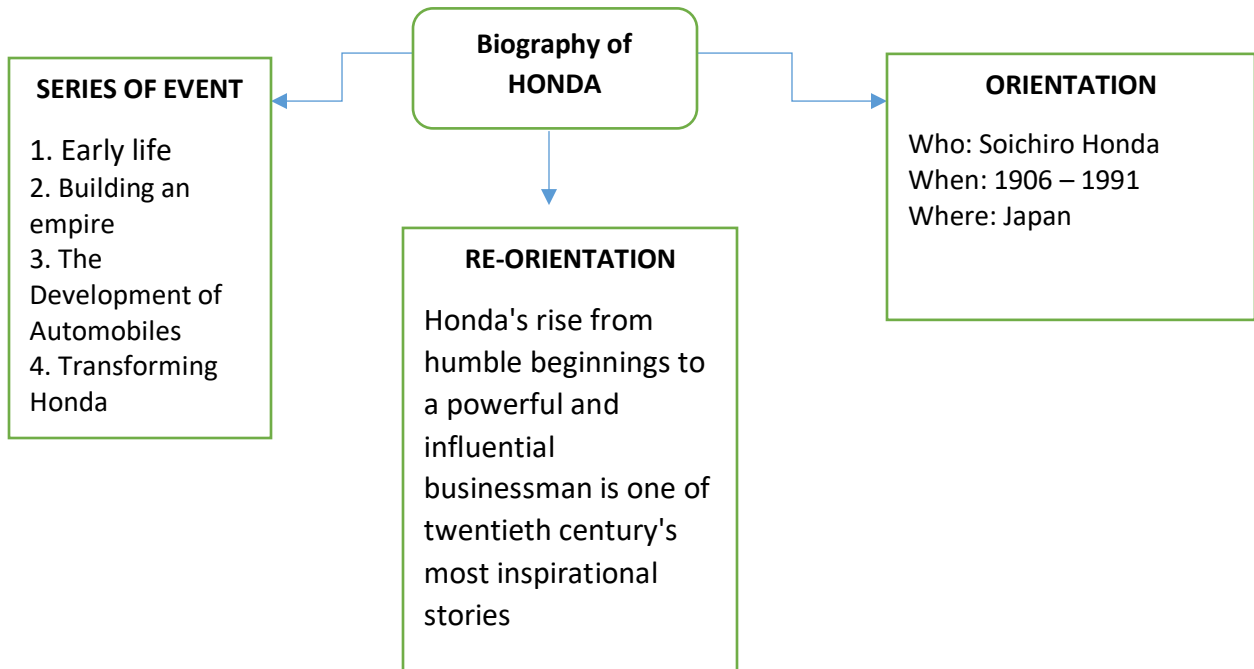 Biography of
HONDA
SERIES OF EVENT
1. Early life
2. Building an
empire
3. The
Development of
Automobiles
4. Transforming
Honda
RE-ORIENTATION
Honda's rise from
humble beginnings to
a powerful and
influential
businessman is one of
twentieth century's
most inspirational
stories
ORIENTATION
Who: Soichiro Honda
When: 1906 – 1991
Where: Japan